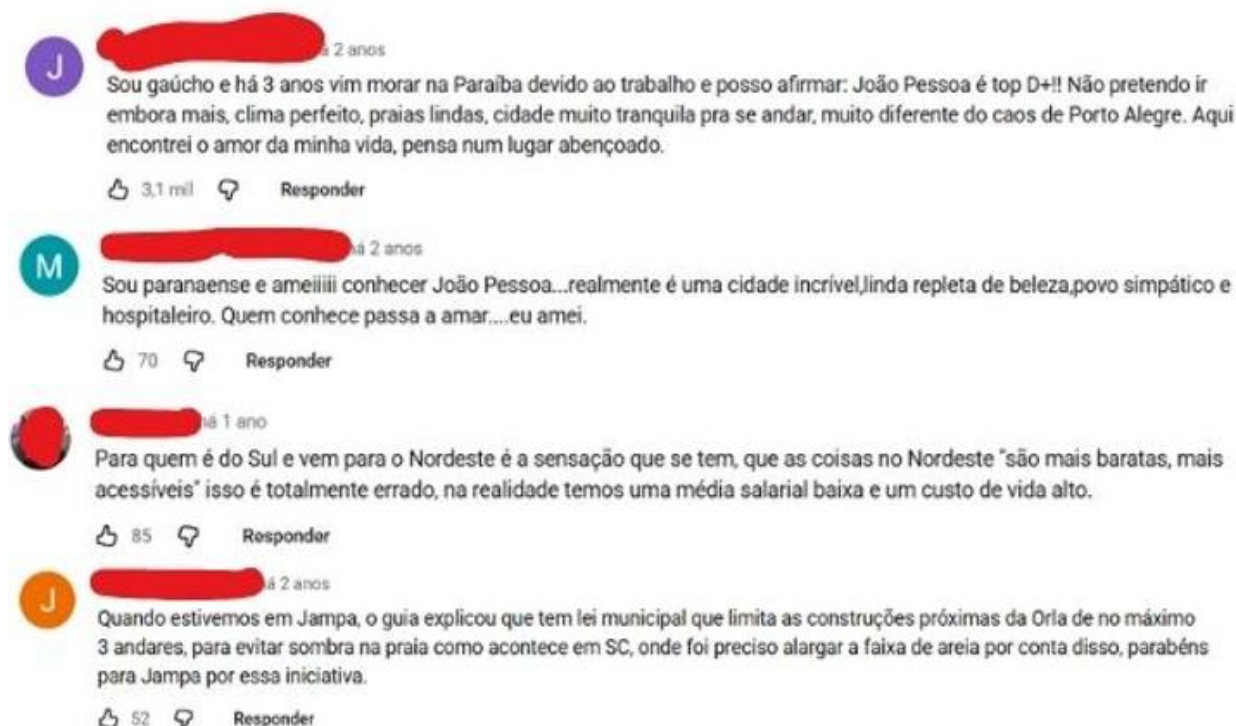 J
há 2 anos
Sou gaúcho e há 3 anos vim morar na Paraíba devido ao trabalho e posso afirmar: João Pessoa é top D+!! Não pretendo ir
embora mais, clima perfeito, praias lindas, cidade muito tranquila pra se andar, muito diferente do caos de Porto Alegre. Aqui
encontrei o amor da minha vida, pensa num lugar abençoado.
3,1 mil Responder
M
há 2 anos
Sou paranaense e ameiiiii conhecer João Pessoa...realmente é uma cidade incrível,linda repleta de beleza,povo simpático e
hospitaleiro. Quem conhece passa a amar....eu amei.
70 Responder
há 1 ano
Para quem é do Sul e vem para o Nordeste é a sensação que se tem, que as coisas no Nordeste "são mais baratas, mais
acessíveis" isso é totalmente errado, na realidade temos uma média salarial baixa e um custo de vida alto.
85 Responder
J
há 2 anos
Quando estivemos em Jampa, o guia explicou que tem lei municipal que limita as construções próximas da Orla de no máximo
3 andares, para evitar sombra na praia como acontece em SC, onde foi preciso alargar a faixa de areia por conta disso, parabéns
para Jampa por essa iniciativa.
52 Responder